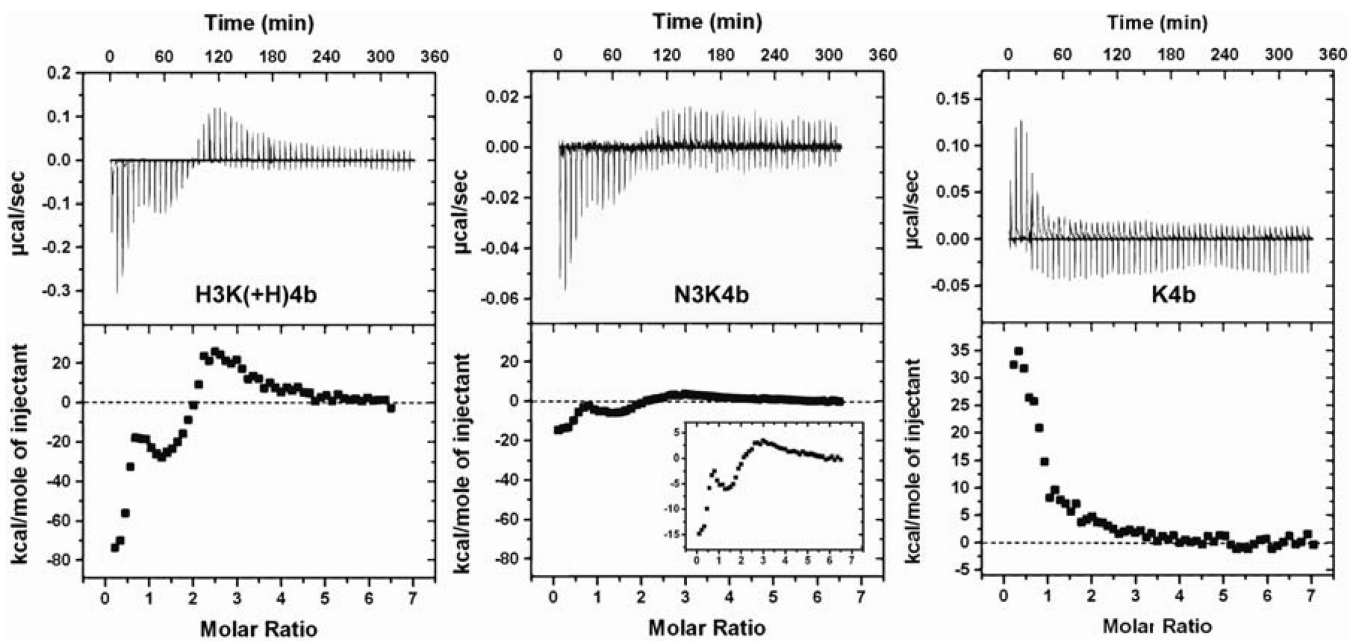 Time (min)
0 60 120 180 240 300 360
0.2
0.1
0.0
-0.1
-0.2
-0.3
µcal/sec
H3K(+H)4b
20
0
-20
-40
-60
-80
kcal/mole of injectant
0 1 2 3 4 5 6 7
Molar Ratio
Time (min)
0 60 120 180 240 300 360
0.02
0.00
-0.02
-0.04
-0.06
µcal/sec
N3K4b
20
0
-20
-40
-60
-80
kcal/mole of injectant
5
0
-5
-10
-15
0 1 2 3 4 5 6 7
0 1 2 3 4 5 6 7
Molar Ratio
Time (min)
0 60 120 180 240 300 360
0.15
0.10
0.05
0.00
-0.05
µcal/sec
K4b
35
30
25
20
15
10
5
0
-5
kcal/mole of injectant
0 1 2 3 4 5 6 7
Molar Ratio